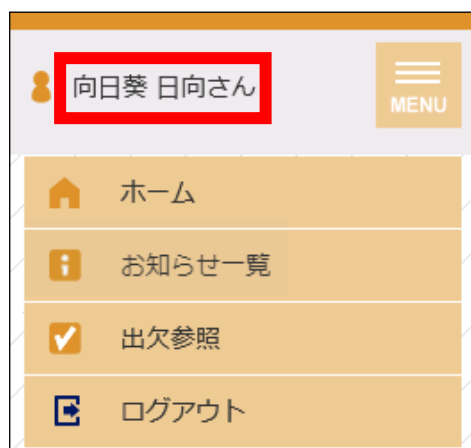 向日葵 日向さん
MENU
ホーム
お知らせ一覧
出欠参照
ログアウト